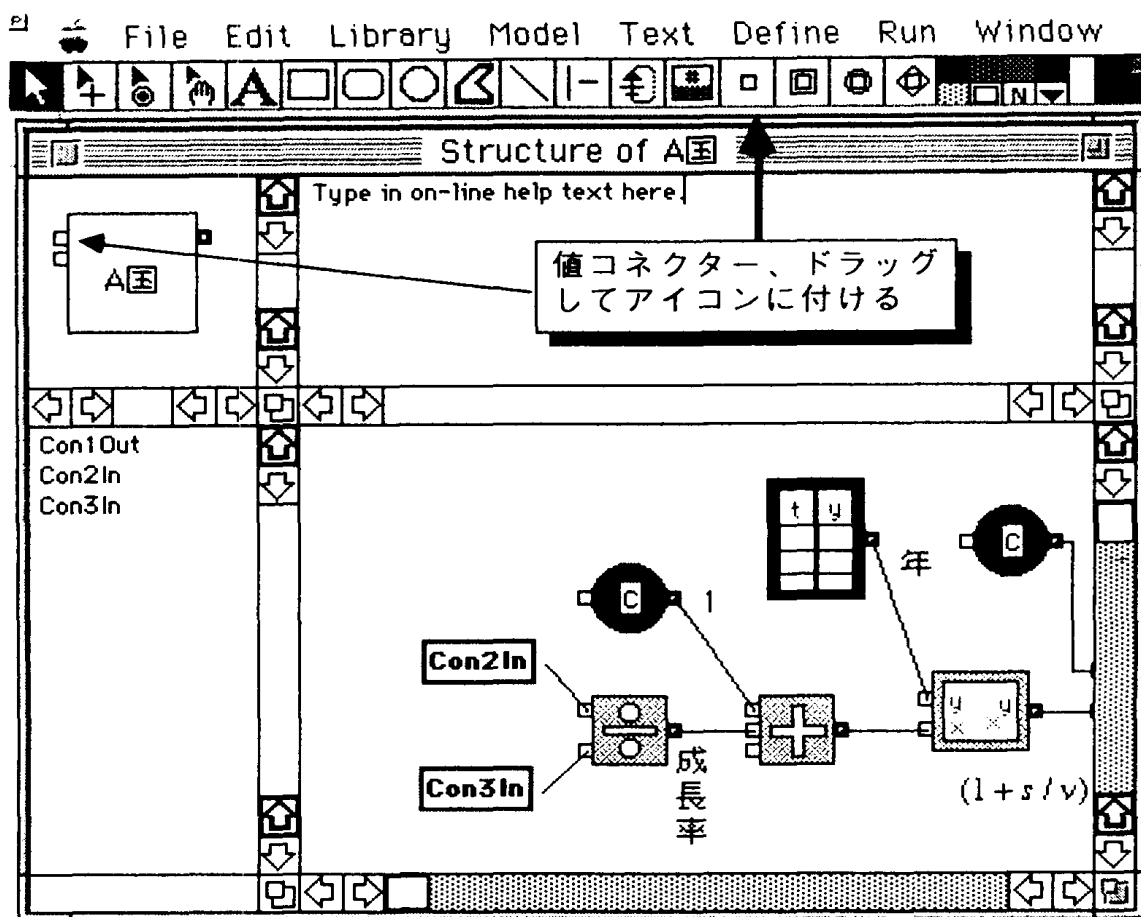 File Edit Library Model Text Define Run Window
A
#
N
Structure of A国
Type in on-line help text here.
A国
値コネクター、ドラッグ
してアイコンに付ける
Con1Out
Con2In
Con3In
t y
年
C
C
1
Con2In
y y
x x
Con3In
成
長
率
(1+s/v)